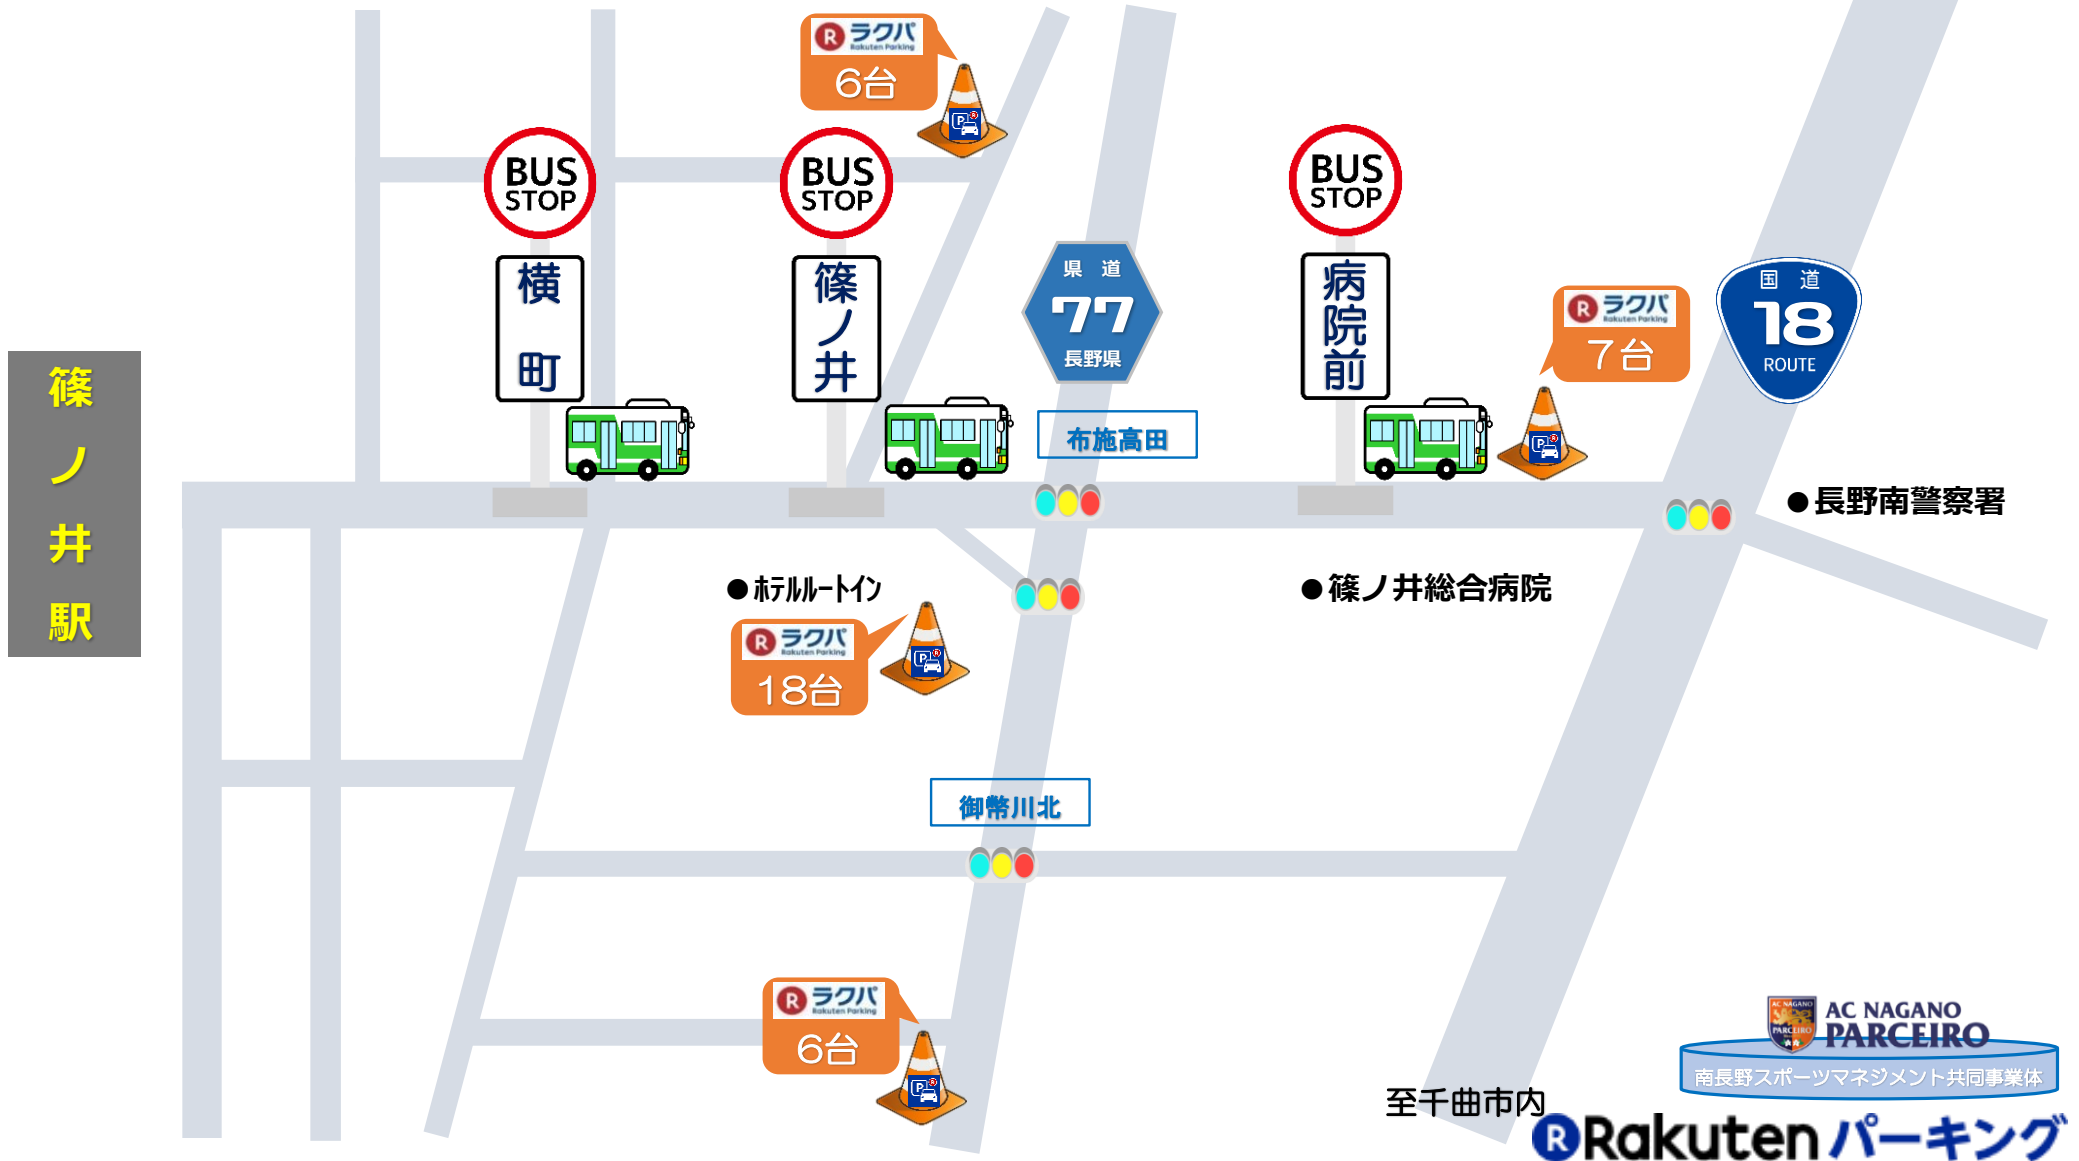 R ラクパ
Rakuten Parking
6台
BUS
STOP
横町
BUS
STOP
篠ノ井
BUS
STOP
病院前
県 道
77
長野県
国 道
18
ROUTE
R ラクパ
Rakuten Parking
7台
布施高田
篠ノ井駅
●長野南警察署
●ホテルルートイン
●篠ノ井総合病院
R ラクパ
Rakuten Parking
18台
御幣川北
R ラクパ
Rakuten Parking
6台
AC NAGANO
PARCEIRO
AC NAGANO
PARCEIRO
南長野スポーツマネジメント共同事業体
至千曲市内
R Rakuten パーキング
P R
P R
P R
P R